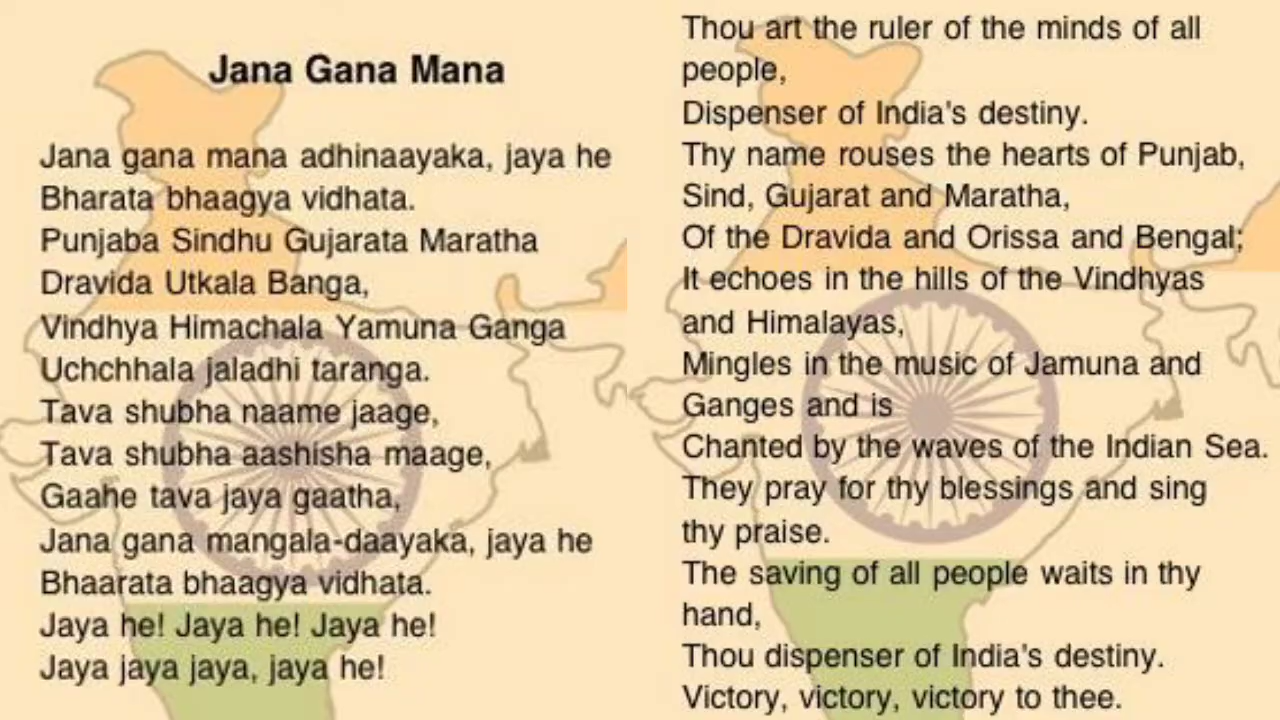 Jana Gana Mana
Jana gana mana adhinaayaka, jaya he
Bharata bhaagya vidhata.
Punjaba Sindhu Gujarata Maratha
Dravida Utkala Banga,
Vindhya Himachala Yamuna Ganga
Uchchhala jaladhi taranga.
Tava shubha naame jaage,
Tava shubha aashisha maage,
Gaahe tava jaya gaatha,
Jana gana mangala-daayaka, jaya he
Bhaarata bhaagya vidhata.
Jaya he! Jaya he! Jaya he!
Jaya jaya jaya, jaya he!
Thou art the ruler of the minds of all
people,
Dispenser of India's destiny.
Thy name rouses the hearts of Punjab,
Sind, Gujarat and Maratha,
Of the Dravida and Orissa and Bengal;
It echoes in the hills of the Vindhyas
and Himalayas,
Mingles in the music of Jamuna and
Ganges and is
Chanted by the waves of the Indian Sea.
They pray for thy blessings and sing
thy praise.
The saving of all people waits in thy
hand,
Thou dispenser of India's destiny.
Victory, victory, victory to thee.